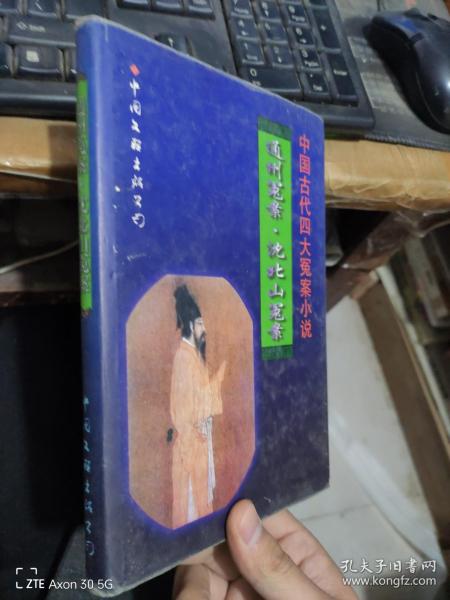 中国古代四大冤案小说
通州冤案·沈北山冤案
中国文联出版公司
中国文联出版公司
ZTE Axon 30 5G
孔夫子旧书网
www.kongfz.com